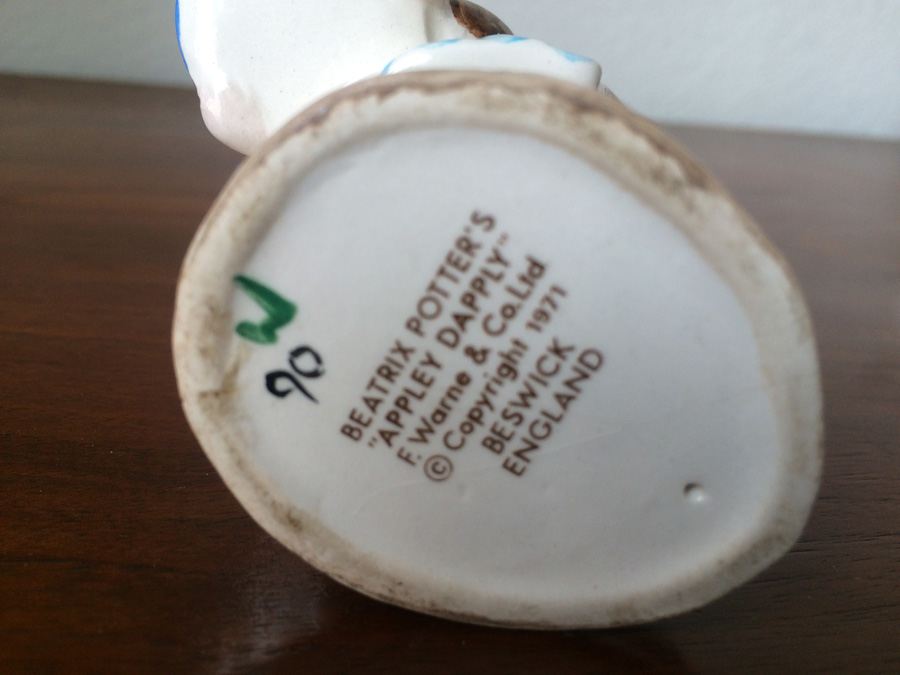 BEATRIX POTTER'S
"APPLEY DAPPLY"
F. Warne & Co.Ltd
© Copyright 1971
BESWICK
ENGLAND
90